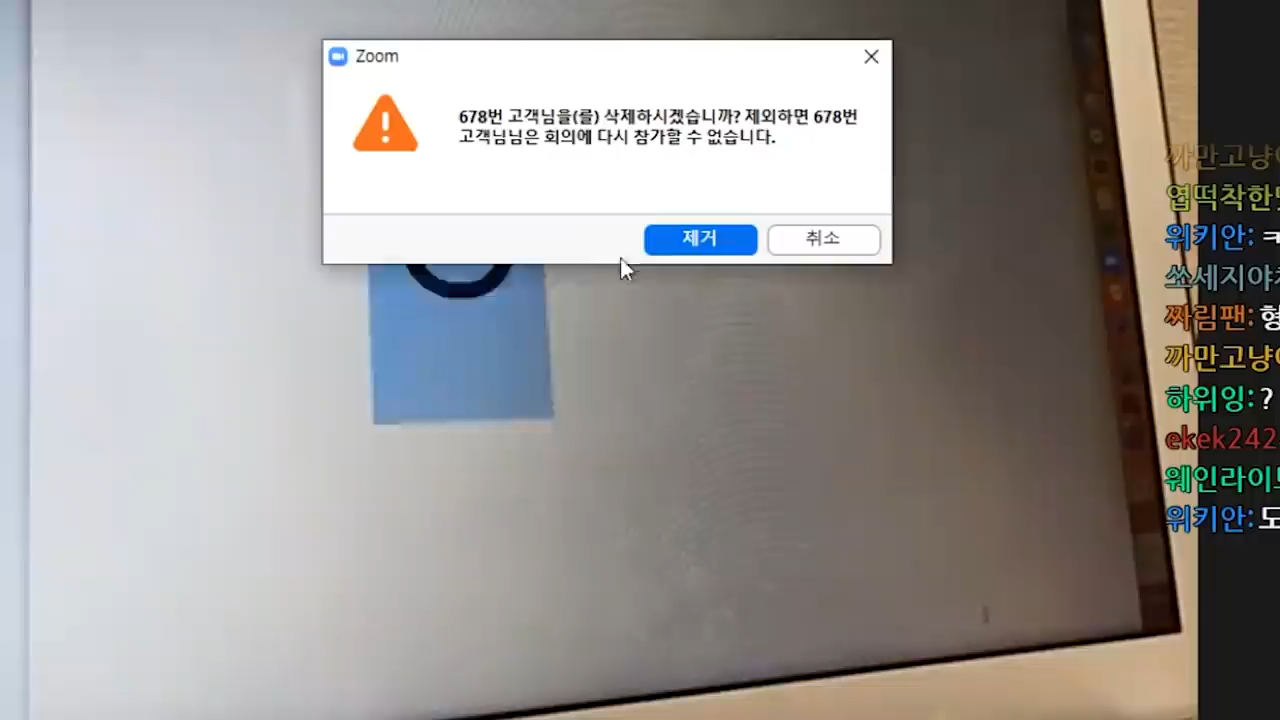 Zoom
678번 고객님을(를) 삭제하시겠습니까? 제외하면 678번
고객님님은 회의에 다시 참가할 수 없습니다.
제거
취소
까만고냥이
엽떡착한맛
위키안: ㅋ
쏘세지야
짜림팬: 형
까만고냥
하위잉: ?
ekek242
웨인라이
위키안: 도